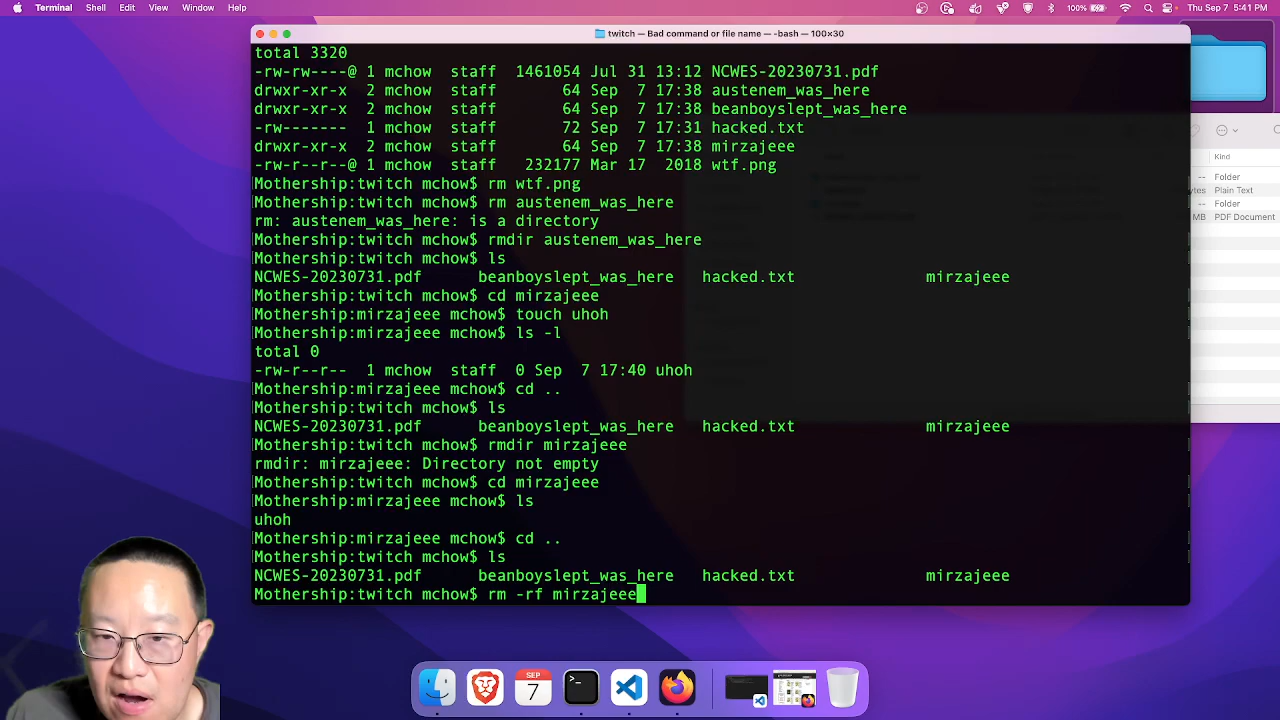 Terminal Shell Edit View Window Help 100% Thu Sep 7 5:41 PM
twitch — Bad command or file name — -bash — 100×30
total 3320
-rw-rw----@ 1 mchow staff 1461054 Jul 31 13:12 NCWES-20230731.pdf
drwxr-xr-x 2 mchow staff 64 Sep 7 17:38 austenem_was_here
drwxr-xr-x 2 mchow staff 64 Sep 7 17:38 beanboyslept_was_here
-rw------- 1 mchow staff 72 Sep 7 17:31 hacked.txt
drwxr-xr-x 2 mchow staff 64 Sep 7 17:38 mirzajeee
-rw-r--r--@ 1 mchow staff 232177 Mar 17 2018 wtf.png
Mothership:twitch mchow$ rm wtf.png
Mothership:twitch mchow$ rm austenem_was_here
rm: austenem_was_here: is a directory
Mothership:twitch mchow$ rmdir austenem_was_here
Mothership:twitch mchow$ ls
NCWES-20230731.pdf beanboyslept_was_here hacked.txt mirzajeee
Mothership:twitch mchow$ cd mirzajeee
Mothership:mirzajeee mchow$ touch uhoh
Mothership:mirzajeee mchow$ ls -l
total 0
-rw-r--r-- 1 mchow staff 0 Sep 7 17:40 uhoh
Mothership:mirzajeee mchow$ cd ..
Mothership:twitch mchow$ ls
NCWES-20230731.pdf beanboyslept_was_here hacked.txt mirzajeee
Mothership:twitch mchow$ rmdir mirzajeee
rmdir: mirzajeee: Directory not empty
Mothership:twitch mchow$ cd mirzajeee
Mothership:mirzajeee mchow$ ls
uhoh
Mothership:mirzajeee mchow$ cd ..
Mothership:twitch mchow$ ls
NCWES-20230731.pdf beanboyslept_was_here hacked.txt mirzajeee
Mothership:twitch mchow$ rm -rf mirzajeee
Kind
-- Folder
Plain Text
-- Folder
MB PDF Document
SEP
7